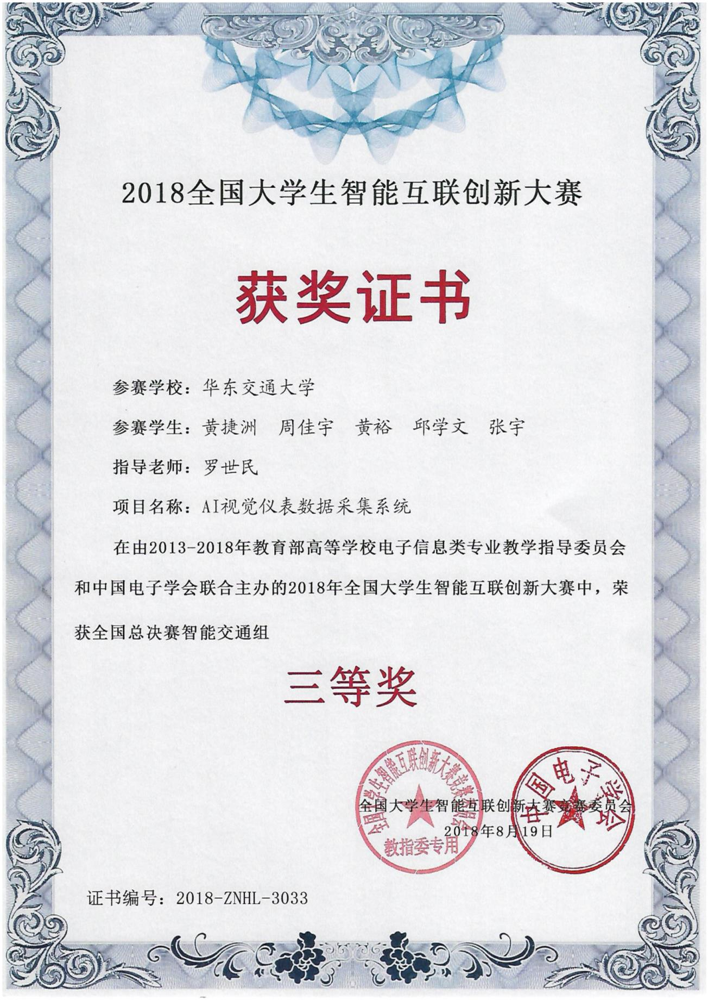 2018全国大学生智能互联创新大赛
获奖证书
参赛学校：华东交通大学
参赛学生：黄捷洲 周佳宇 黄裕 邱学文 张宇
指导老师：罗世民
项目名称：AI视觉仪表数据采集系统
在由2013-2018年教育部高等学校电子信息类专业教学指导委员会
和中国电子学会联合主办的2018年全国大学生智能互联创新大赛中，荣
获全国总决赛智能交通组
三等奖
全国大学生智能互联创新大赛竞赛委员会
教指委专用
中国电子学会
全国大学生智能互联创新大赛竞赛委员会
2018年8月19日
证书编号：2018-ZNHL-3033